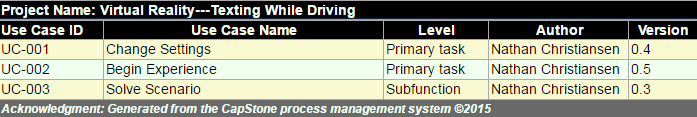 Project Name: Virtual Reality---Texting While Driving
Use Case ID Use Case Name Level Author Version
UC-001 Change Settings Primary task Nathan Christiansen 0.4
UC-002 Begin Experience Primary task Nathan Christiansen 0.5
UC-003 Solve Scenario Subfunction Nathan Christiansen 0.3
Acknowledgment: Generated from the CapStone process management system ©2015